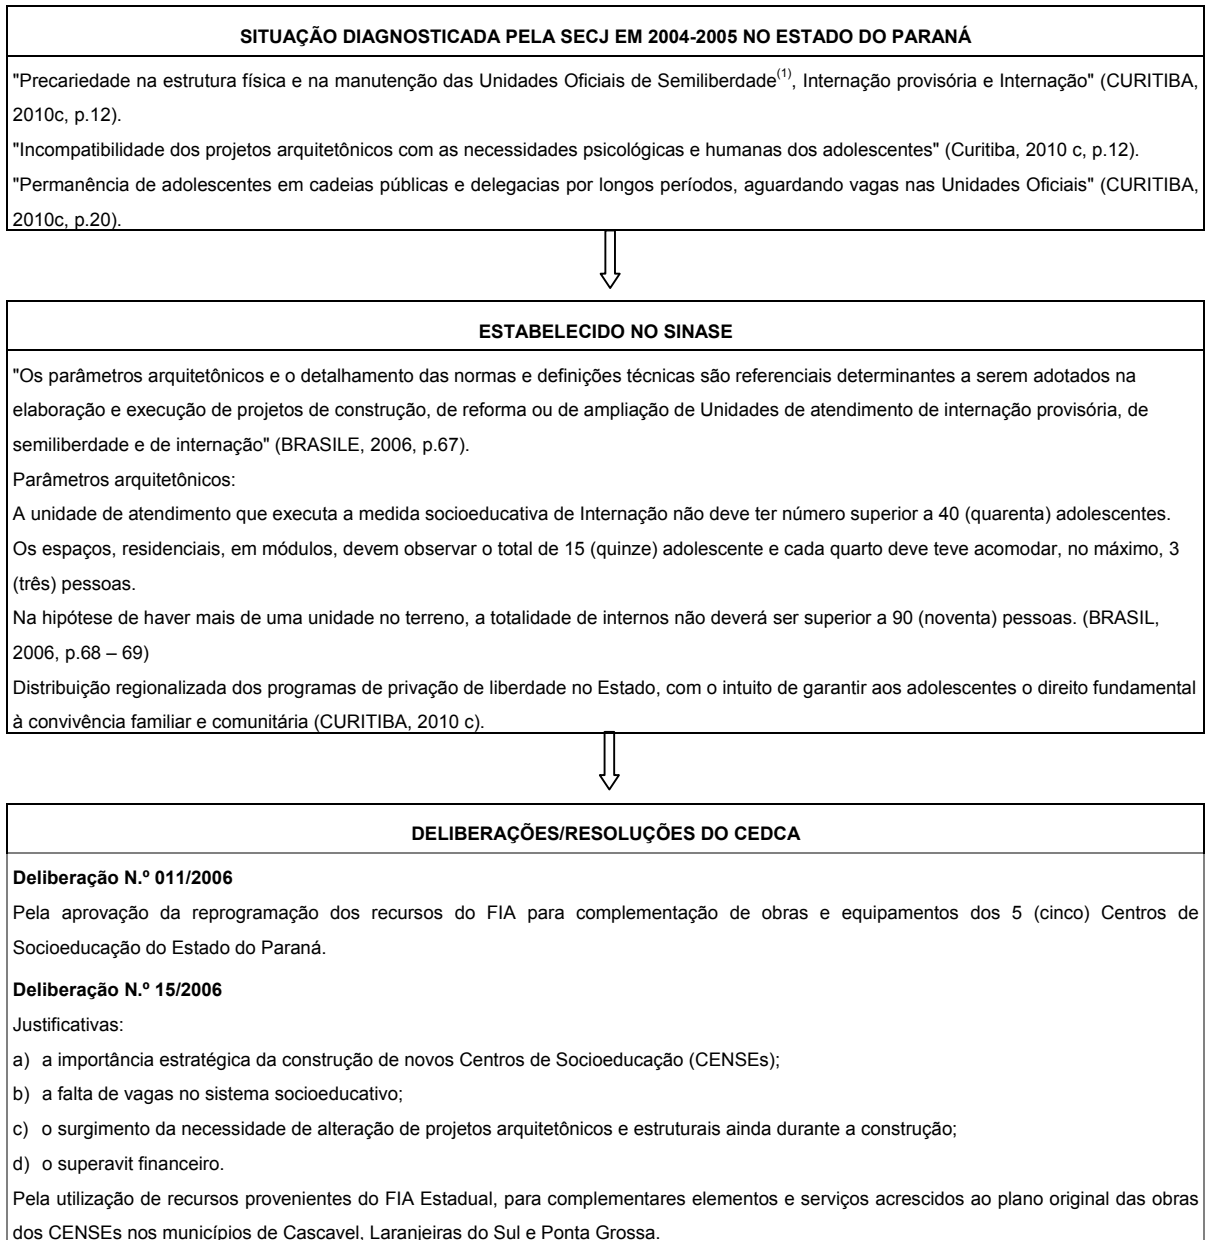 SITUAÇÃO DIAGNOSTICADA PELA SECJ EM 2004-2005 NO ESTADO DO PARANÁ
"Precariedade na estrutura física e na manutenção das Unidades Oficiais de Semiliberdade(1), Internação provisória e Internação" (CURITIBA,
2010c, p.12).
"Incompatibilidade dos projetos arquitetônicos com as necessidades psicológicas e humanas dos adolescentes" (Curitiba, 2010 c, p.12).
"Permanência de adolescentes em cadeias públicas e delegacias por longos períodos, aguardando vagas nas Unidades Oficiais" (CURITIBA,
2010c, p.20).
ESTABELECIDO NO SINASE
"Os parâmetros arquitetônicos e o detalhamento das normas e definições técnicas são referenciais determinantes a serem adotados na
elaboração e execução de projetos de construção, de reforma ou de ampliação de Unidades de atendimento de internação provisória, de
semiliberdade e de internação" (BRASILE, 2006, p.67).
Parâmetros arquitetônicos:
A unidade de atendimento que executa a medida socioeducativa de Internação não deve ter número superior a 40 (quarenta) adolescentes.
Os espaços, residenciais, em módulos, devem observar o total de 15 (quinze) adolescente e cada quarto deve teve acomodar, no máximo, 3
(três) pessoas.
Na hipótese de haver mais de uma unidade no terreno, a totalidade de internos não deverá ser superior a 90 (noventa) pessoas. (BRASIL,
2006, p.68 – 69)
Distribuição regionalizada dos programas de privação de liberdade no Estado, com o intuito de garantir aos adolescentes o direito fundamental
à convivência familiar e comunitária (CURITIBA, 2010 c).
DELIBERAÇÕES/RESOLUÇÕES DO CEDCA
Deliberação N.º 011/2006
Pela aprovação da reprogramação dos recursos do FIA para complementação de obras e equipamentos dos 5 (cinco) Centros de
Socioeducação do Estado do Paraná.
Deliberação N.º 15/2006
Justificativas:
a) a importância estratégica da construção de novos Centros de Socioeducação (CENSEs);
b) a falta de vagas no sistema socioeducativo;
c) o surgimento da necessidade de alteração de projetos arquitetônicos e estruturais ainda durante a construção;
d) o superavit financeiro.
Pela utilização de recursos provenientes do FIA Estadual, para complementares elementos e serviços acrescidos ao plano original das obras
dos CENSEs nos municípios de Cascavel, Laranjeiras do Sul e Ponta Grossa.